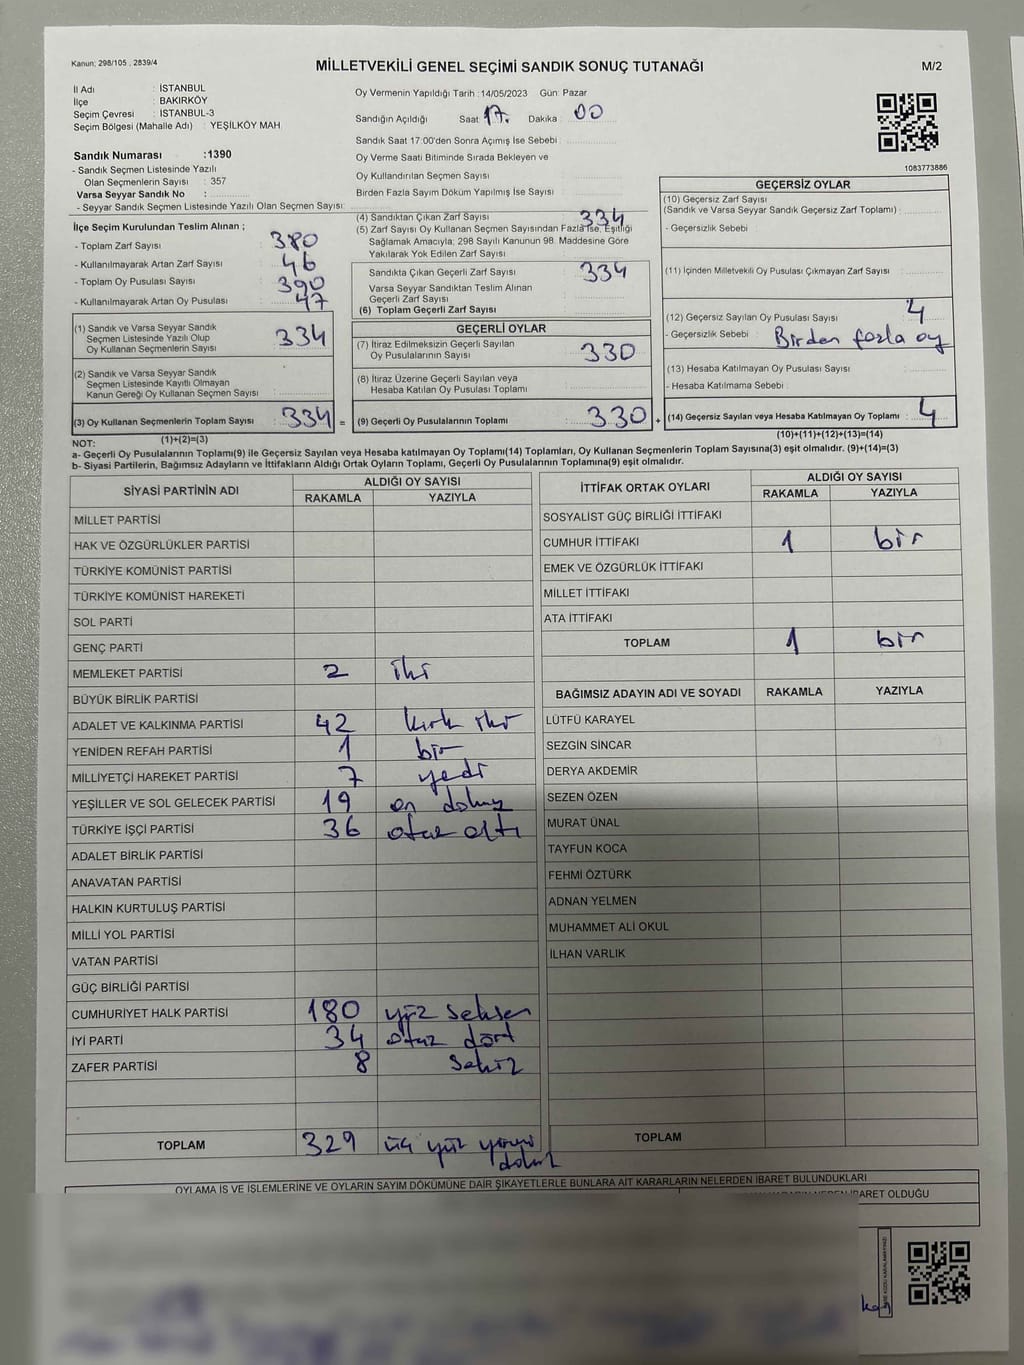 Kanun: 298/105 , 2839/4
MİLLETVEKİLİ GENEL SEÇİMİ SANDIK SONUÇ TUTANAĞI
M/2
İl Adı : İSTANBUL
İlçe : BAKIRKÖY
Seçim Çevresi : İSTANBUL-3
Seçim Bölgesi (Mahalle Adı) : YEŞİLKÖY MAH.
Sandık Numarası :1390
- Sandık Seçmen Listesinde Yazılı
Olan Seçmenlerin Sayısı : 357
Varsa Seyyar Sandık No :
- Seyyar Sandık Seçmen Listesinde Yazılı Olan Seçmen Sayısı:
Oy Vermenin Yapıldığı Tarih :14/05/2023 Gün: Pazar
Sandığın Açıldığı Saat 17. Dakika : 00
Sandık Saat 17:00'den Sonra Açılmış İse Sebebi :
Oy Verme Saati Bitiminde Sırada Bekleyen ve
Oy Kullandırılan Seçmen Sayısı :
Birden Fazla Sayım Döküm Yapılmış İse Sayısı :
1083773886
İlçe Seçim Kurulundan Teslim Alınan ;
- Toplam Zarf Sayısı : 380
- Kullanılmayarak Artan Zarf Sayısı : 46
- Toplam Oy Pusulası Sayısı : 390
- Kullanılmayarak Artan Oy Pusulası : 47
(1) Sandık ve Varsa Seyyar Sandık
Seçmen Listesinde Yazılı Olup
Oy Kullanan Seçmenlerin Sayısı : 334
(2) Sandık ve Varsa Seyyar Sandık
Seçmen Listesinde Kayıtlı Olmayan
Kanun Gereği Oy Kullanan Seçmen Sayısı :
(3) Oy Kullanan Seçmenlerin Toplam Sayısı : 334 =
(1)+(2)=(3)
(4) Sandıktan Çıkan Zarf Sayısı : 334
(5) Zarf Sayısı Oy Kullanan Seçmen Sayısından Fazla İse, Eşitliği
Sağlamak Amacıyla; 298 Sayılı Kanunun 98. Maddesine Göre
Yakılarak Yok Edilen Zarf Sayısı :
Sandıkta Çıkan Geçerli Zarf Sayısı : 334
Varsa Seyyar Sandıktan Teslim Alınan
Geçerli Zarf Sayısı :
(6) Toplam Geçerli Zarf Sayısı :
GEÇERLİ OYLAR
(7) İtiraz Edilmeksizin Geçerli Sayılan
Oy Pusulalarının Sayısı : 330
(8) İtiraz Üzerine Geçerli Sayılan veya
Hesaba Katılan Oy Pusulası Toplamı :
(9) Geçerli Oy Pusulalarının Toplamı : 330 +
GEÇERSİZ OYLAR
(10) Geçersiz Zarf Sayısı
(Sandık ve Varsa Seyyar Sandık Geçersiz Zarf Toplamı) :
- Geçersizlik Sebebi :
(11) İçinden Milletvekili Oy Pusulası Çıkmayan Zarf Sayısı :
(12) Geçersiz Sayılan Oy Pusulası Sayısı : 4
- Geçersizlik Sebebi : Birden fazla oy
(13) Hesaba Katılmayan Oy Pusulası Sayısı :
- Hesaba Katılmama Sebebi :
(14) Geçersiz Sayılan veya Hesaba Katılmayan Oy Toplamı : 4
(10)+(11)+(12)+(13)=(14)
NOT:
a- Geçerli Oy Pusulalarının Toplamı(9) ile Geçersiz Sayılan veya Hesaba katılmayan Oy Toplamı(14) Toplamları, Oy Kullanan Seçmenlerin Toplam Sayısına(3) eşit olmalıdır. (9)+(14)=(3)
b- Siyasi Partilerin, Bağımsız Adayların ve İttifakların Aldığı Ortak Oyların Toplamı, Geçerli Oy Pusulalarının Toplamına(9) eşit olmalıdır.
SİYASİ PARTİNİN ADI ALDIĞI OY SAYISI
RAKAMLA YAZIYLA
MİLLET PARTİSİ
HAK VE ÖZGÜRLÜKLER PARTİSİ
TÜRKİYE KOMÜNİST PARTİSİ
TÜRKİYE KOMÜNİST HAREKETİ
SOL PARTİ
GENÇ PARTİ
MEMLEKET PARTİSİ 2 iki
BÜYÜK BİRLİK PARTİSİ
ADALET VE KALKINMA PARTİSİ 42 kırk iki
YENİDEN REFAH PARTİSİ 1 bir
MİLLİYETÇİ HAREKET PARTİSİ 7 yedi
YEŞİLLER VE SOL GELECEK PARTİSİ 19 on dokuz
TÜRKİYE İŞÇİ PARTİSİ 36 otuz altı
ADALET BİRLİK PARTİSİ
ANAVATAN PARTİSİ
HALKIN KURTULUŞ PARTİSİ
MİLLİ YOL PARTİSİ
VATAN PARTİSİ
GÜÇ BİRLİĞİ PARTİSİ
CUMHURİYET HALK PARTİSİ 180 yüz seksen
İYİ PARTİ 34 otuz dört
ZAFER PARTİSİ 8 sekiz
TOPLAM 329 üç yüz yirmi
dokuz
İTTİFAK ORTAK OYLARI ALDIĞI OY SAYISI
RAKAMLA YAZIYLA
SOSYALİST GÜÇ BİRLİĞİ İTTİFAKI
CUMHUR İTTİFAKI 1 bir
EMEK VE ÖZGÜRLÜK İTTİFAKI
MİLLET İTTİFAKI
ATA İTTİFAKI
TOPLAM 1 bir
BAĞIMSIZ ADAYIN ADI VE SOYADI RAKAMLA YAZIYLA
LÜTFÜ KARAYEL
SEZGİN SİNCAR
DERYA AKDEMİR
SEZEN ÖZEN
MURAT ÜNAL
TAYFUN KOCA
FEHMİ ÖZTÜRK
ADNAN YELMEN
MUHAMMET ALİ OKUL
İLHAN VARLIK
TOPLAM
OYLAMA İŞ VE İŞLEMLERİNE VE OYLARIN SAYIM DÖKÜMÜNE DAİR ŞİKAYETLERLE BUNLARA AİT KARARLARIN NELERDEN İBARET BULUNDUKLARI
İBARET OLDUĞU